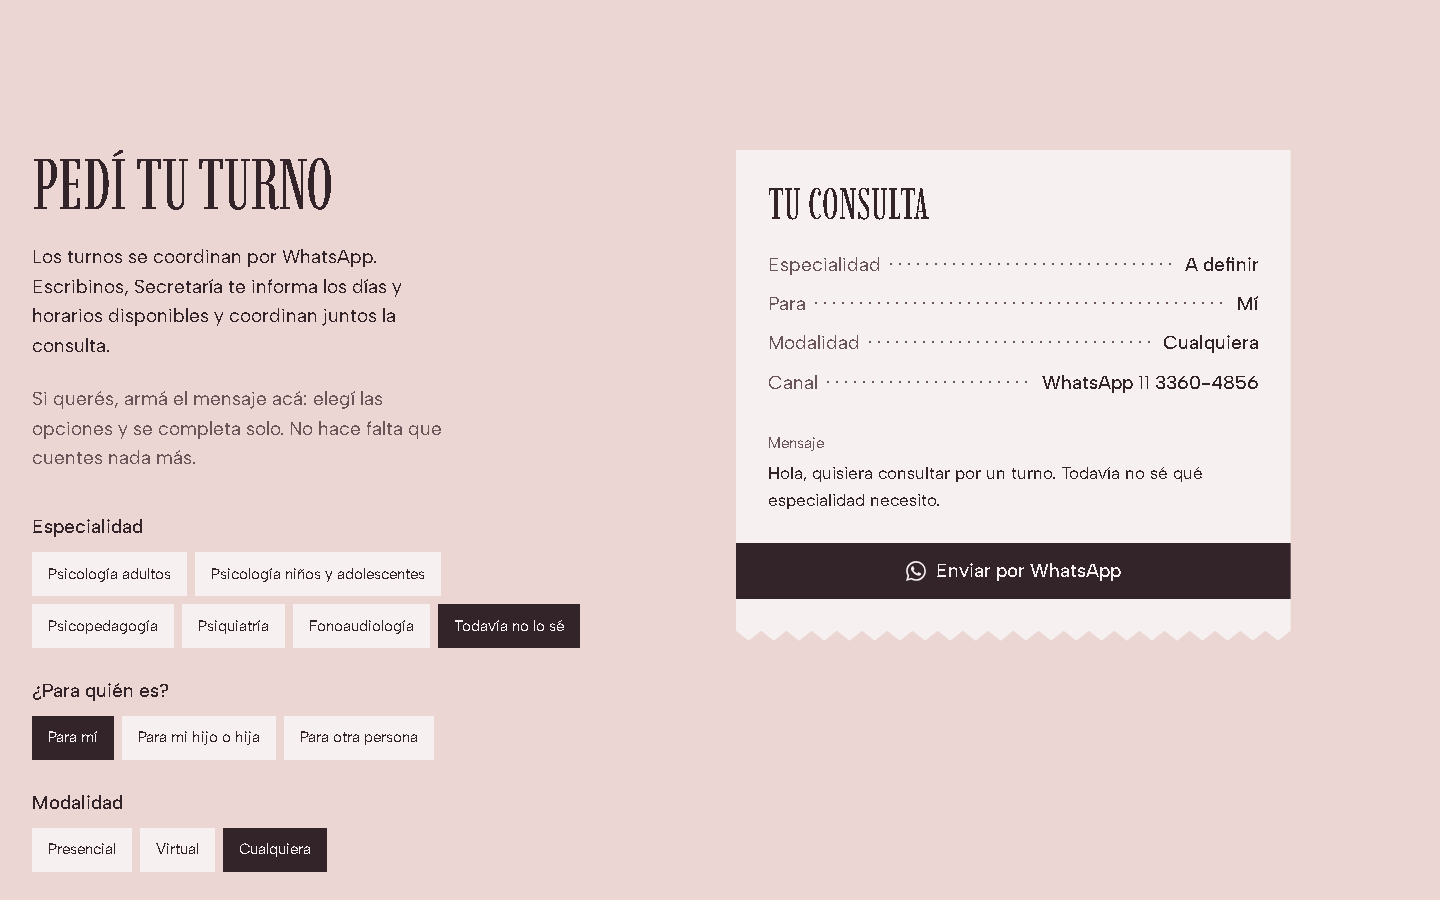 PEDÍ TU TURNO
Los turnos se coordinan por WhatsApp.
Escribinos, Secretaría te informa los días y
horarios disponibles y coordinan juntos la
consulta.
Si querés, armá el mensaje acá: elegí las
opciones y se completa solo. No hace falta que
cuentes nada más.
Especialidad
Psicología adultos
Psicología niños y adolescentes
Psicopedagogía
Psiquiatría
Fonoaudiología
Todavía no lo sé
¿Para quién es?
Para mí
Para mi hijo o hija
Para otra persona
Modalidad
Presencial
Virtual
Cualquiera
TU CONSULTA
Especialidad A definir
Para Mí
Modalidad Cualquiera
Canal WhatsApp 11 3360-4856
Mensaje
Hola, quisiera consultar por un turno. Todavía no sé qué
especialidad necesito.
Enviar por WhatsApp